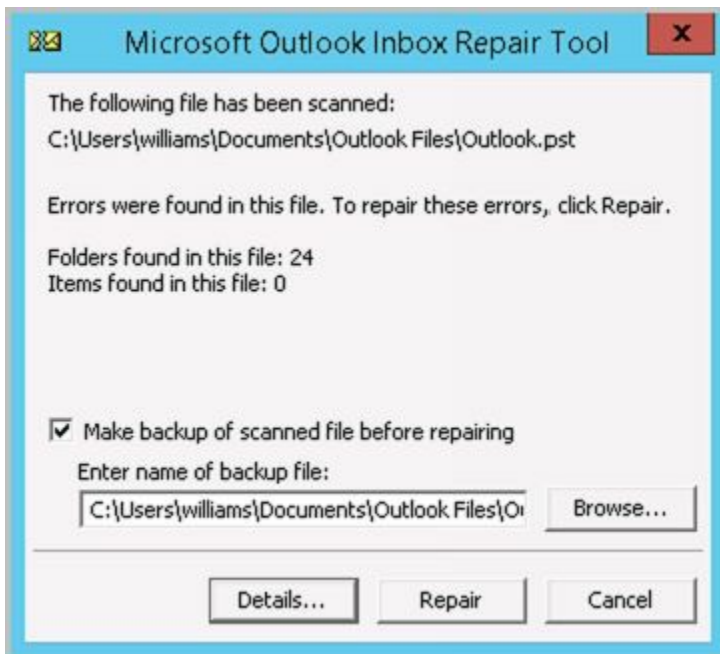 Microsoft Outlook Inbox Repair Tool
x
The following file has been scanned:
C:\Users\williams\Documents\Outlook Files\Outlook.pst
Errors were found in this file. To repair these errors, click Repair.
Folders found in this file: 24
Items found in this file: 0
Make backup of scanned file before repairing
Enter name of backup file:
C:\Users\williams\Documents\Outlook Files\O
Browse...
Details...
Repair
Cancel